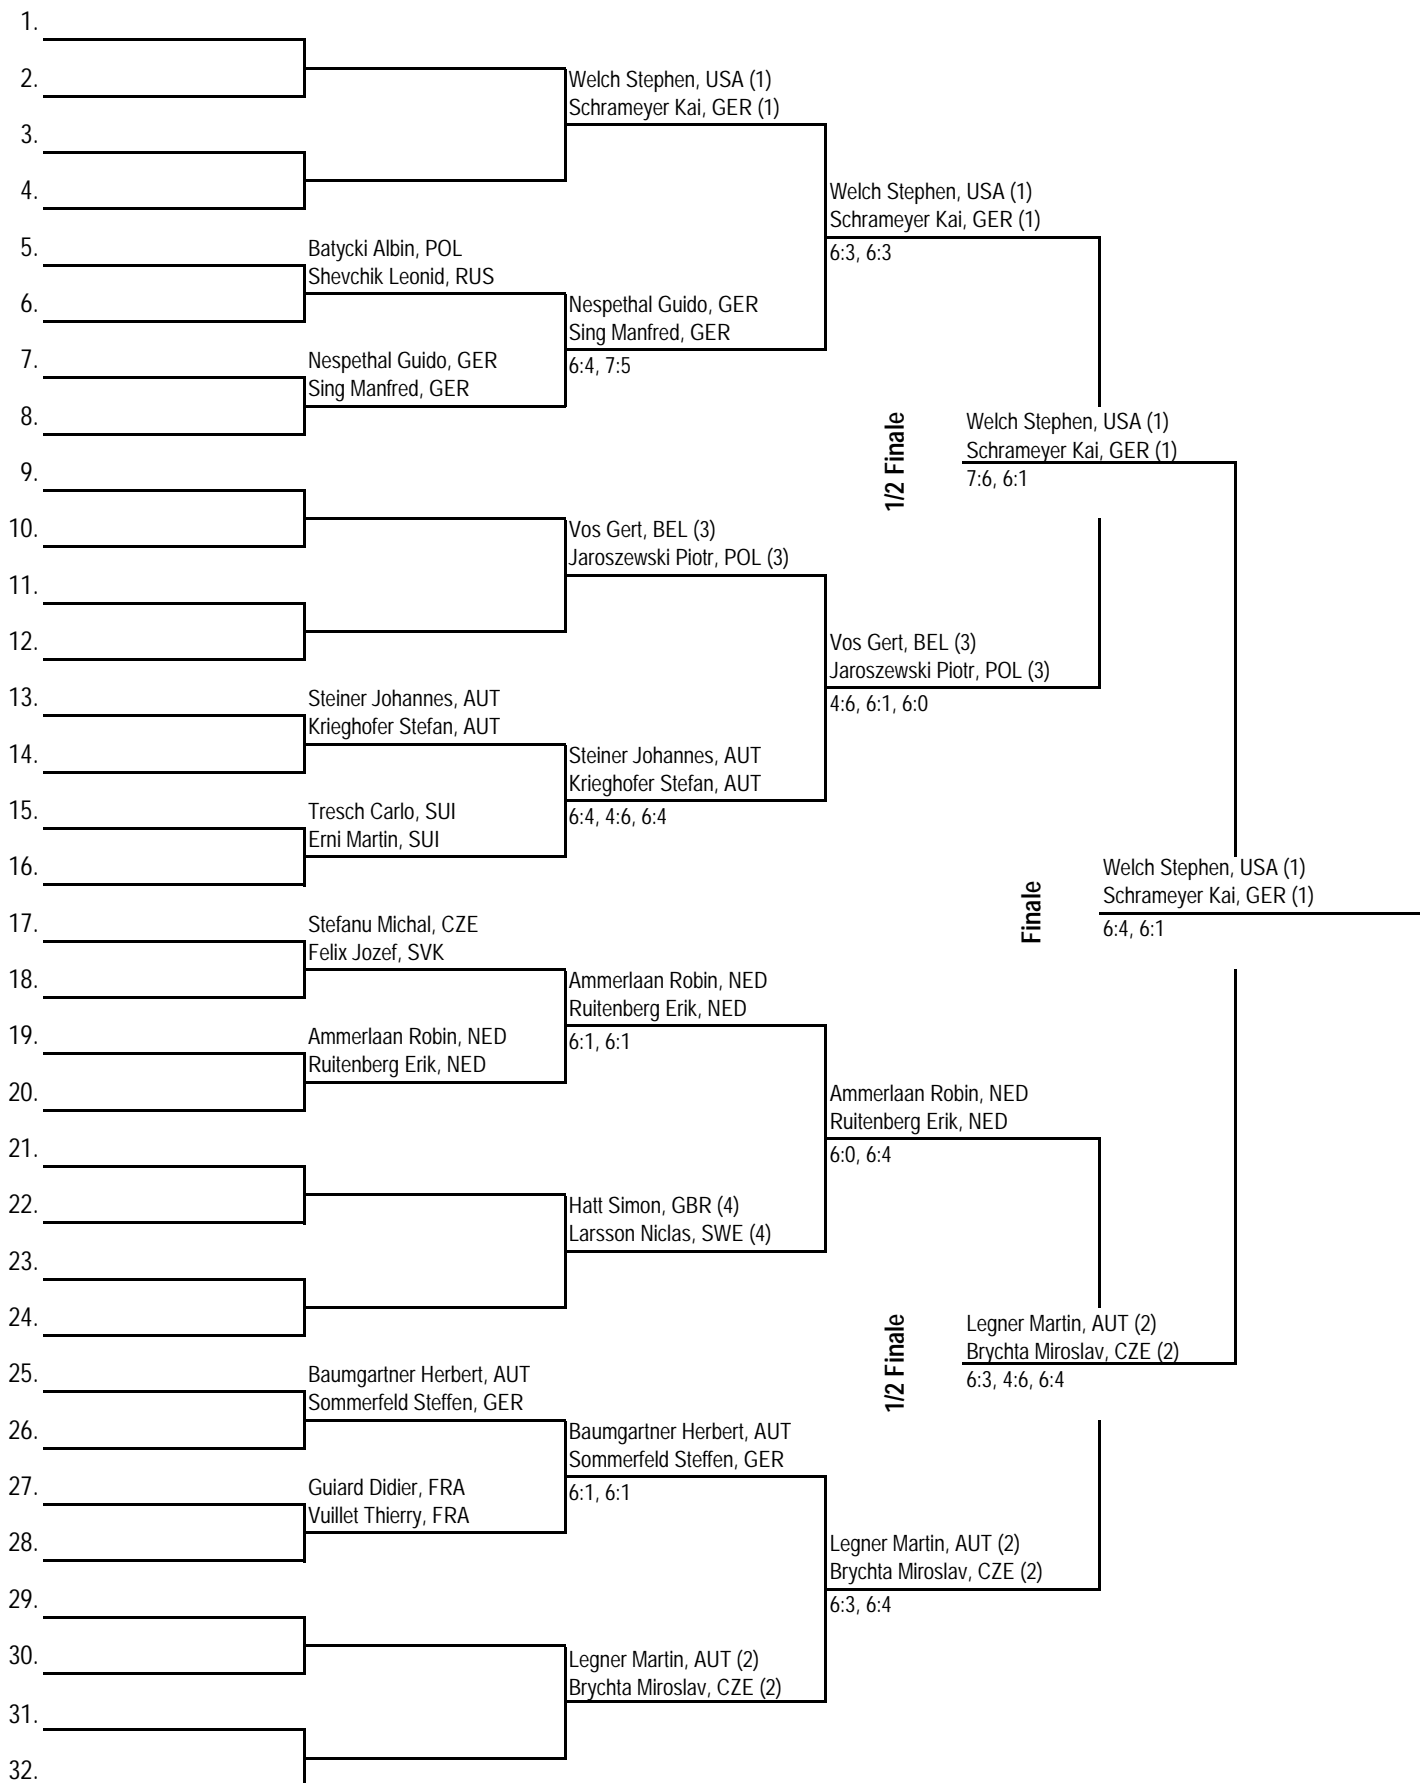 1.
2.
Welch Stephen, USA (1)
Schrameyer Kai, GER (1)
3.
4.
Welch Stephen, USA (1)
Schrameyer Kai, GER (1)
6:3, 6:3
5.
Batycki Albin, POL
Shevchik Leonid, RUS
6.
Nespethal Guido, GER
Sing Manfred, GER
6:4, 7:5
7.
Nespethal Guido, GER
Sing Manfred, GER
8.
1/2 Finale
Welch Stephen, USA (1)
Schrameyer Kai, GER (1)
7:6, 6:1
9.
10.
Vos Gert, BEL (3)
Jaroszewski Piotr, POL (3)
11.
12.
Vos Gert, BEL (3)
Jaroszewski Piotr, POL (3)
4:6, 6:1, 6:0
13.
Steiner Johannes, AUT
Krieghofer Stefan, AUT
14.
Steiner Johannes, AUT
Krieghofer Stefan, AUT
6:4, 4:6, 6:4
15.
Tresch Carlo, SUI
Erni Martin, SUI
16.
Finale
Welch Stephen, USA (1)
Schrameyer Kai, GER (1)
6:4, 6:1
17.
Stefanu Michal, CZE
Felix Jozef, SVK
18.
Ammerlaan Robin, NED
Ruitenberg Erik, NED
6:1, 6:1
19.
Ammerlaan Robin, NED
Ruitenberg Erik, NED
20.
Ammerlaan Robin, NED
Ruitenberg Erik, NED
6:0, 6:4
21.
22.
Hatt Simon, GBR (4)
Larsson Niclas, SWE (4)
23.
24.
1/2 Finale
Legner Martin, AUT (2)
Brychta Miroslav, CZE (2)
6:3, 4:6, 6:4
25.
Baumgartner Herbert, AUT
Sommerfeld Steffen, GER
26.
Baumgartner Herbert, AUT
Sommerfeld Steffen, GER
6:1, 6:1
27.
Guiard Didier, FRA
Vuillet Thierry, FRA
28.
Legner Martin, AUT (2)
Brychta Miroslav, CZE (2)
6:3, 6:4
29.
30.
Legner Martin, AUT (2)
Brychta Miroslav, CZE (2)
31.
32.